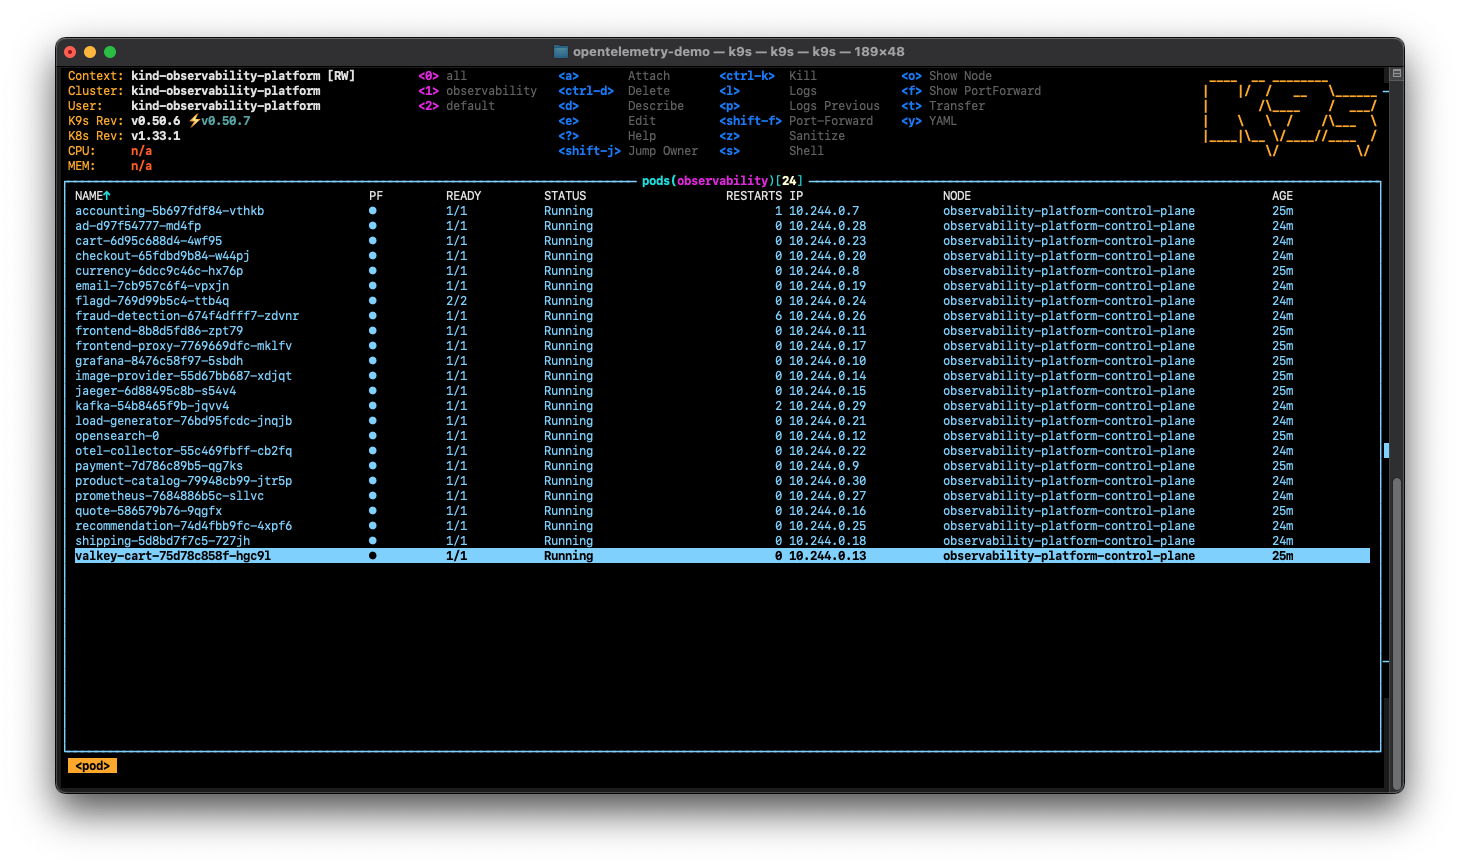 opentelemetry-demo — k9s — k9s — k9s — 189×48
Context: kind-observability-platform [RW] <0> all <a> Attach <ctrl-k> Kill <o> Show Node
Cluster: kind-observability-platform <1> observability <ctrl-d> Delete <l> Logs <f> Show PortForward
User: kind-observability-platform <2> default <d> Describe <p> Logs Previous <t> Transfer
K9s Rev: v0.50.6 ⚡v0.50.7 <e> Edit <shift-f> Port-Forward <y> YAML
K8s Rev: v1.33.1 <?> Help <z> Sanitize
CPU: n/a <shift-j> Jump Owner <s> Shell
MEM: n/a
pods(observability)[24]
NAME↑ PF READY STATUS RESTARTS IP NODE AGE
accounting-5b697fdf84-vthkb ● 1/1 Running 1 10.244.0.7 observability-platform-control-plane 25m
ad-d97f54777-md4fp ● 1/1 Running 0 10.244.0.28 observability-platform-control-plane 24m
cart-6d95c688d4-4wf95 ● 1/1 Running 0 10.244.0.23 observability-platform-control-plane 24m
checkout-65fdbd9b84-w44pj ● 1/1 Running 0 10.244.0.20 observability-platform-control-plane 24m
currency-6dcc9c46c-hx76p ● 1/1 Running 0 10.244.0.8 observability-platform-control-plane 25m
email-7cb957c6f4-vpxjn ● 1/1 Running 0 10.244.0.19 observability-platform-control-plane 24m
flagd-769d99b5c4-ttb4q ● 2/2 Running 0 10.244.0.24 observability-platform-control-plane 24m
fraud-detection-674f4dfff7-zdvnr ● 1/1 Running 6 10.244.0.26 observability-platform-control-plane 24m
frontend-8b8d5fd86-zpt79 ● 1/1 Running 0 10.244.0.11 observability-platform-control-plane 25m
frontend-proxy-7769669dfc-mklfv ● 1/1 Running 0 10.244.0.17 observability-platform-control-plane 24m
grafana-8476c58f97-5sbdh ● 1/1 Running 0 10.244.0.10 observability-platform-control-plane 25m
image-provider-55d67bb687-xdjqt ● 1/1 Running 0 10.244.0.14 observability-platform-control-plane 25m
jaeger-6d88495c8b-s54v4 ● 1/1 Running 0 10.244.0.15 observability-platform-control-plane 25m
kafka-54b8465f9b-jqvv4 ● 1/1 Running 2 10.244.0.29 observability-platform-control-plane 24m
load-generator-76bd95fcdc-jnqjb ● 1/1 Running 0 10.244.0.21 observability-platform-control-plane 24m
opensearch-0 ● 1/1 Running 0 10.244.0.12 observability-platform-control-plane 25m
otel-collector-55c469fbff-cb2fq ● 1/1 Running 0 10.244.0.22 observability-platform-control-plane 24m
payment-7d786c89b5-qg7ks ● 1/1 Running 0 10.244.0.9 observability-platform-control-plane 25m
product-catalog-79948cb99-jtr5p ● 1/1 Running 0 10.244.0.30 observability-platform-control-plane 24m
prometheus-7684886b5c-sllvc ● 1/1 Running 0 10.244.0.27 observability-platform-control-plane 24m
quote-586579b76-9qgfx ● 1/1 Running 0 10.244.0.16 observability-platform-control-plane 25m
recommendation-74d4fbb9fc-4xpf6 ● 1/1 Running 0 10.244.0.25 observability-platform-control-plane 24m
shipping-5d8bd7f7c5-727jh ● 1/1 Running 0 10.244.0.18 observability-platform-control-plane 24m
valkey-cart-75d78c858f-hgc9l ● 1/1 Running 0 10.244.0.13 observability-platform-control-plane 25m
<pod>